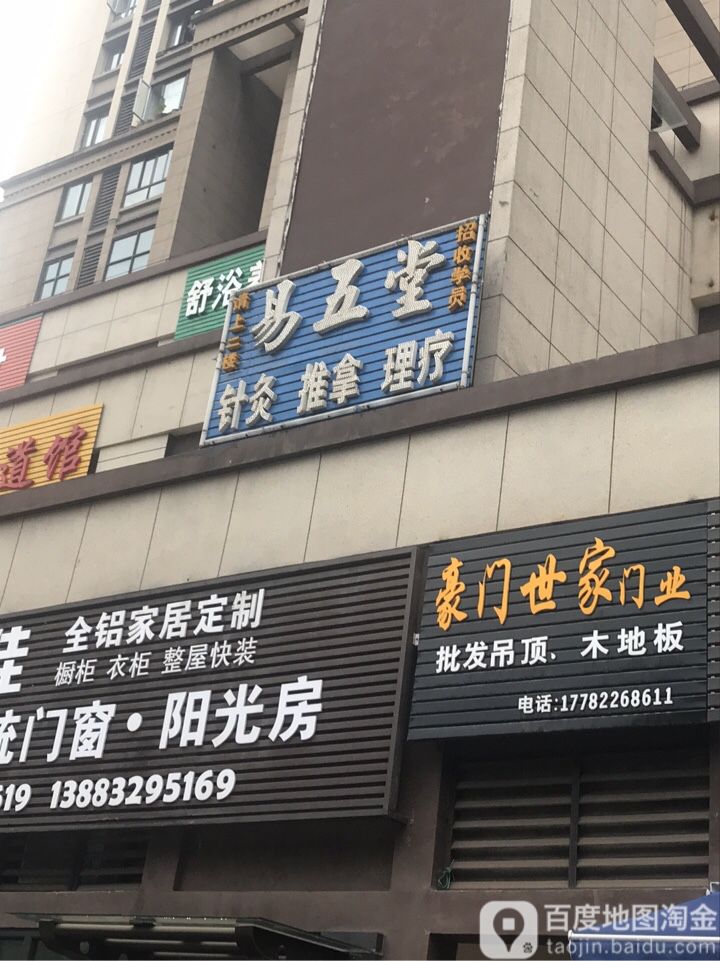 舒浴
招收学员
易五堂
请上二楼
针灸 推拿 理疗
道馆
全铝家居定制
橱柜 衣柜 整屋快装
统门窗·阳光房
519 13883295169
豪门世家门业
批发吊顶、木地板
电话:17782268611
百度地图淘金
taojin.baidu.com